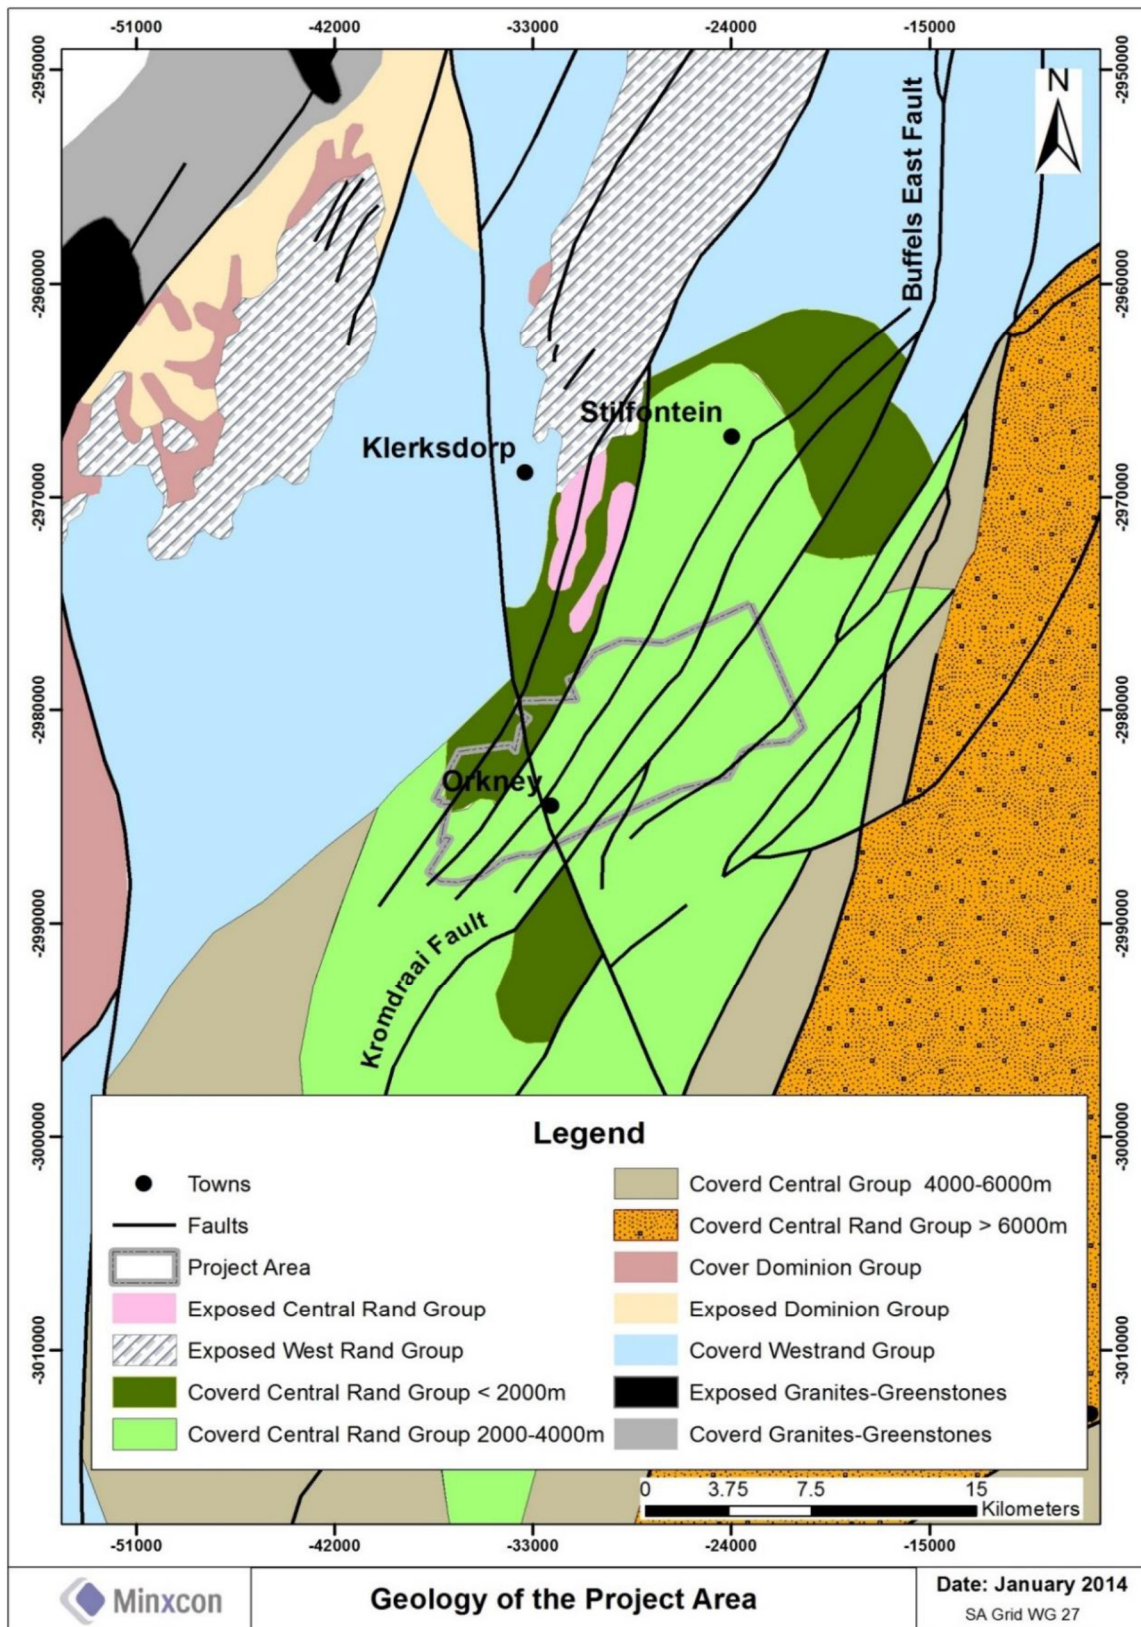 -51000
-42000
-33000
-24000
-15000
-2950000
-2950000
N
Buffels East Fault
-2960000
-2960000
Stilfontein
Klerksdorp
-2970000
-2970000
-2980000
-2980000
Orkney
-2990000
-2990000
Kromdraai Fault
-3000000
-3000000
Legend
Towns
Faults
Project Area
Exposed Central Rand Group
Exposed West Rand Group
Coverd Central Rand Group < 2000m
Coverd Central Rand Group 2000-4000m
Coverd Central Group 4000-6000m
Coverd Central Rand Group > 6000m
Cover Dominion Group
Exposed Dominion Group
Coverd Westrand Group
Exposed Granites-Greenstones
Coverd Granites-Greenstones
-3010000
-3010000
0 3.75 7.5 15
Kilometers
-51000
-42000
-33000
-24000
-15000
Minxcon
Geology of the Project Area
Date: January 2014
SA Grid WG 27